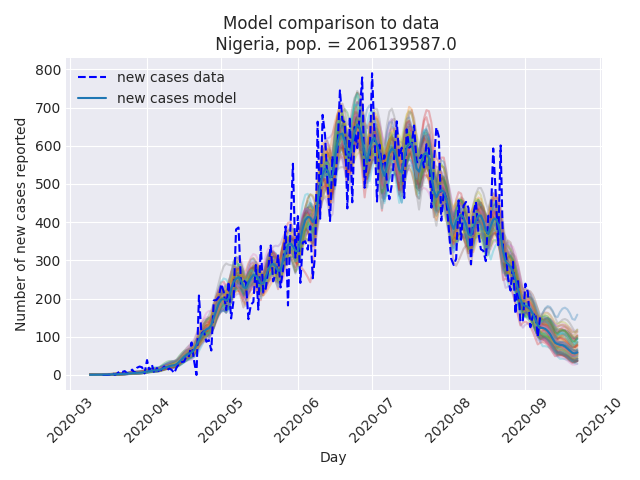 Model comparison to data
Nigeria, pop. = 206139587.0
new cases data
new cases model
Number of new cases reported
800
700
600
500
400
300
200
100
0
2020-03
2020-04
2020-05
2020-06
2020-07
2020-08
2020-09
2020-10
Day